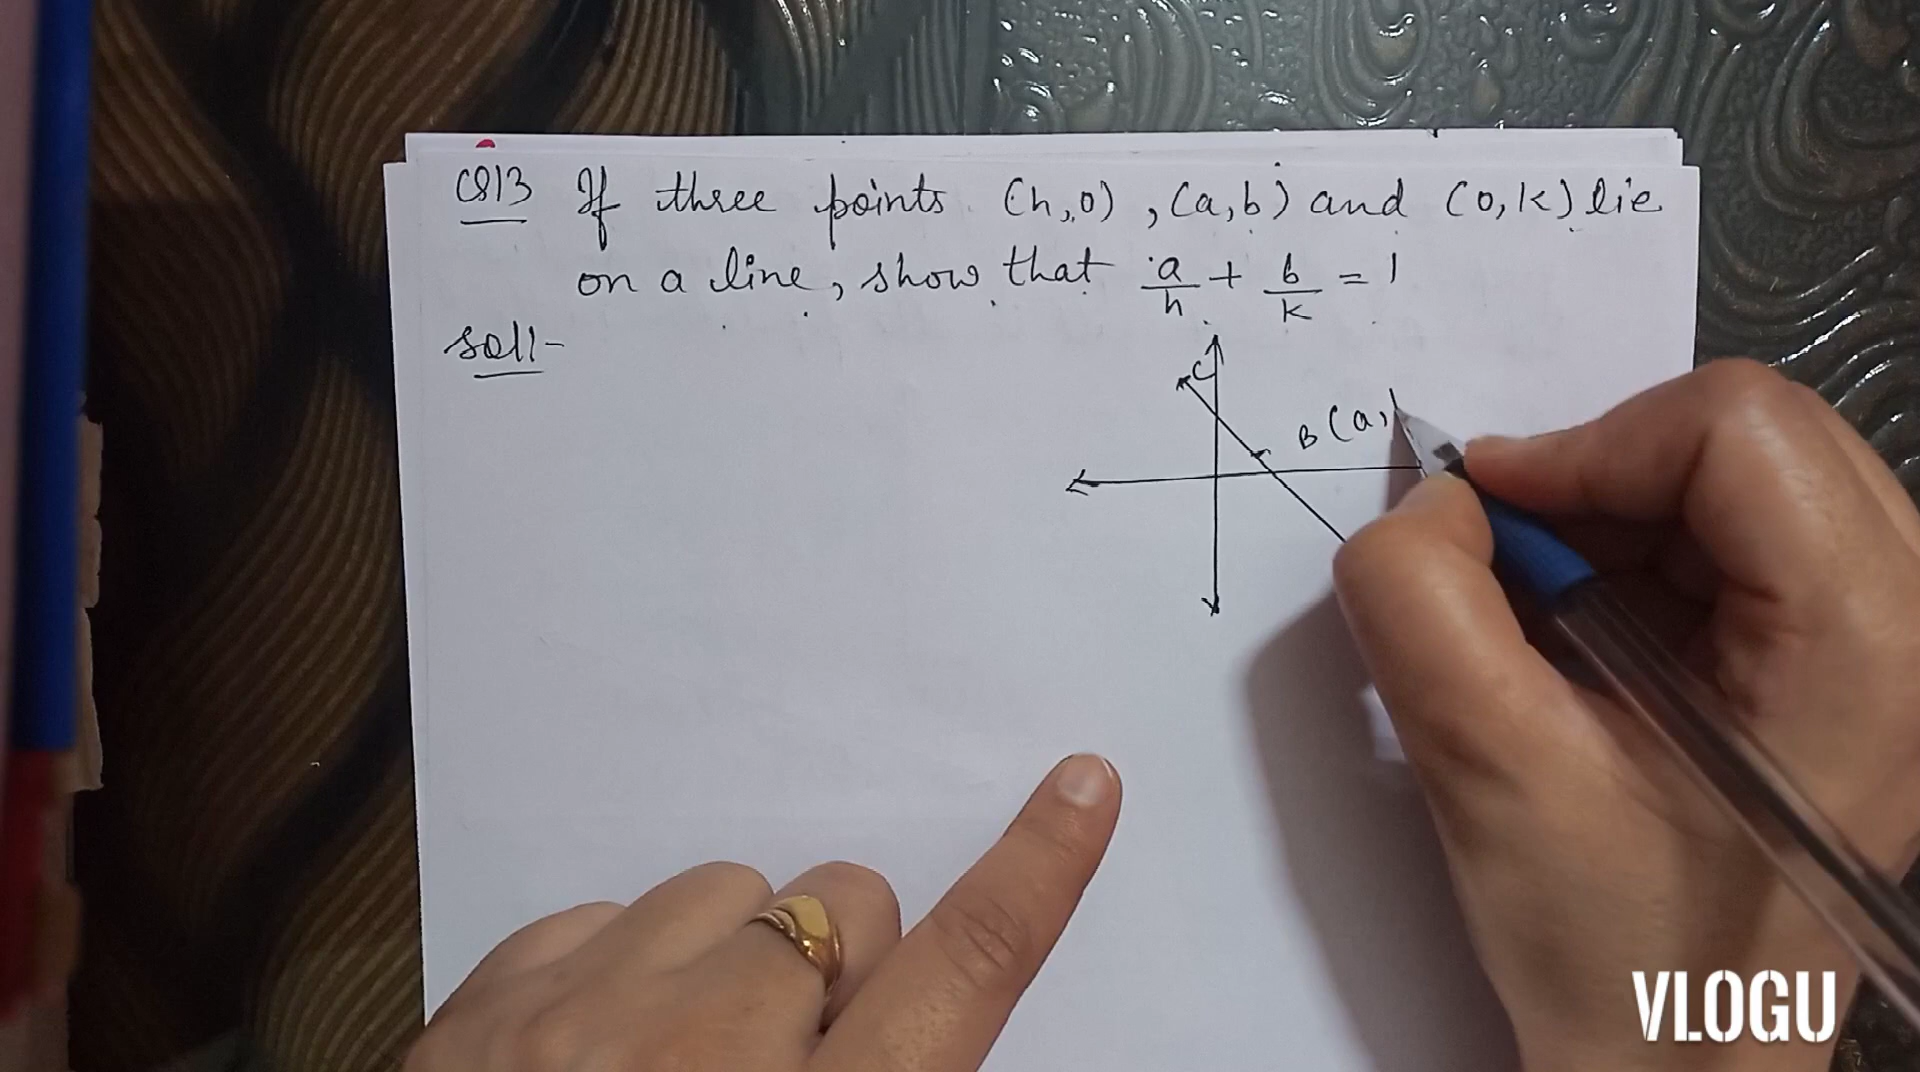 Q13 If three points (h,0), (a,b) and (0,k) lie
on a line, show that a/h + b/k = 1
Sol:-
C
B (a,
VLOGU